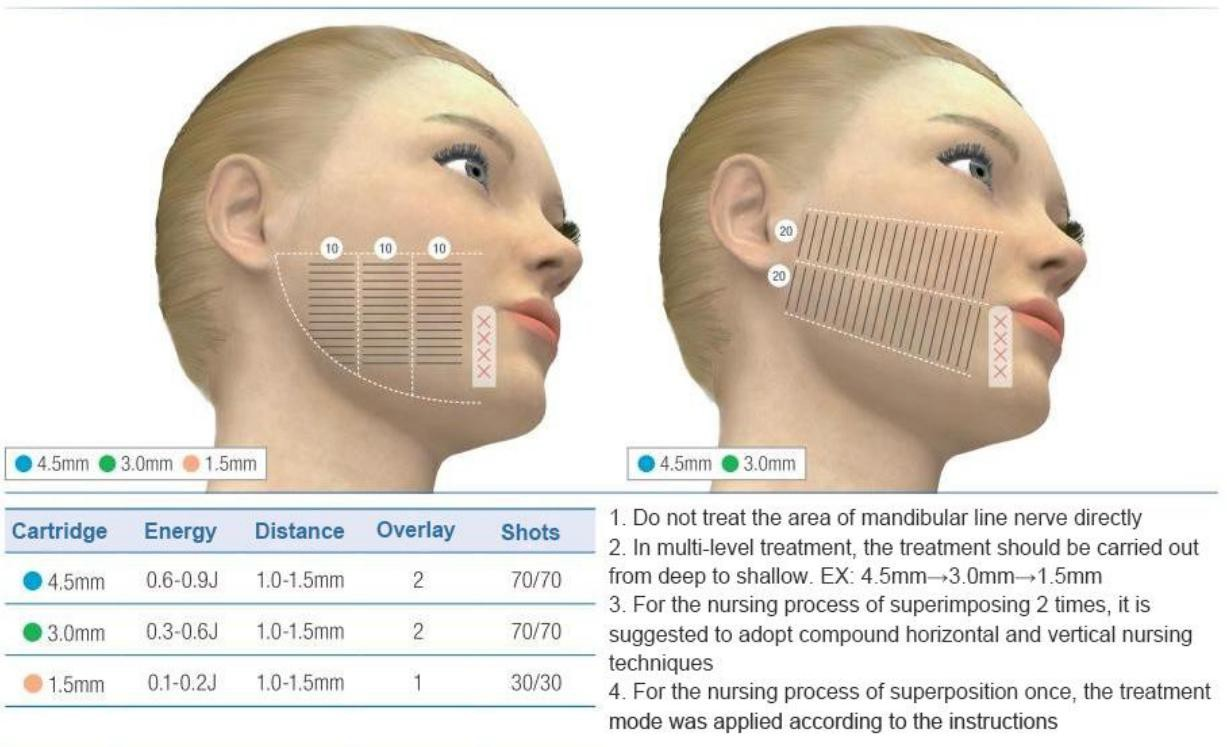 10 10 10
20
20
4.5mm 3.0mm 1.5mm
4.5mm 3.0mm
Cartridge Energy Distance Overlay Shots
4.5mm 0.6-0.9J 1.0-1.5mm 2 70/70
3.0mm 0.3-0.6J 1.0-1.5mm 2 70/70
1.5mm 0.1-0.2J 1.0-1.5mm 1 30/30
1. Do not treat the area of mandibular line nerve directly
2. In multi-level treatment, the treatment should be carried out
from deep to shallow. EX: 4.5mm→3.0mm→1.5mm
3. For the nursing process of superimposing 2 times, it is
suggested to adopt compound horizontal and vertical nursing
techniques
4. For the nursing process of superposition once, the treatment
mode was applied according to the instructions